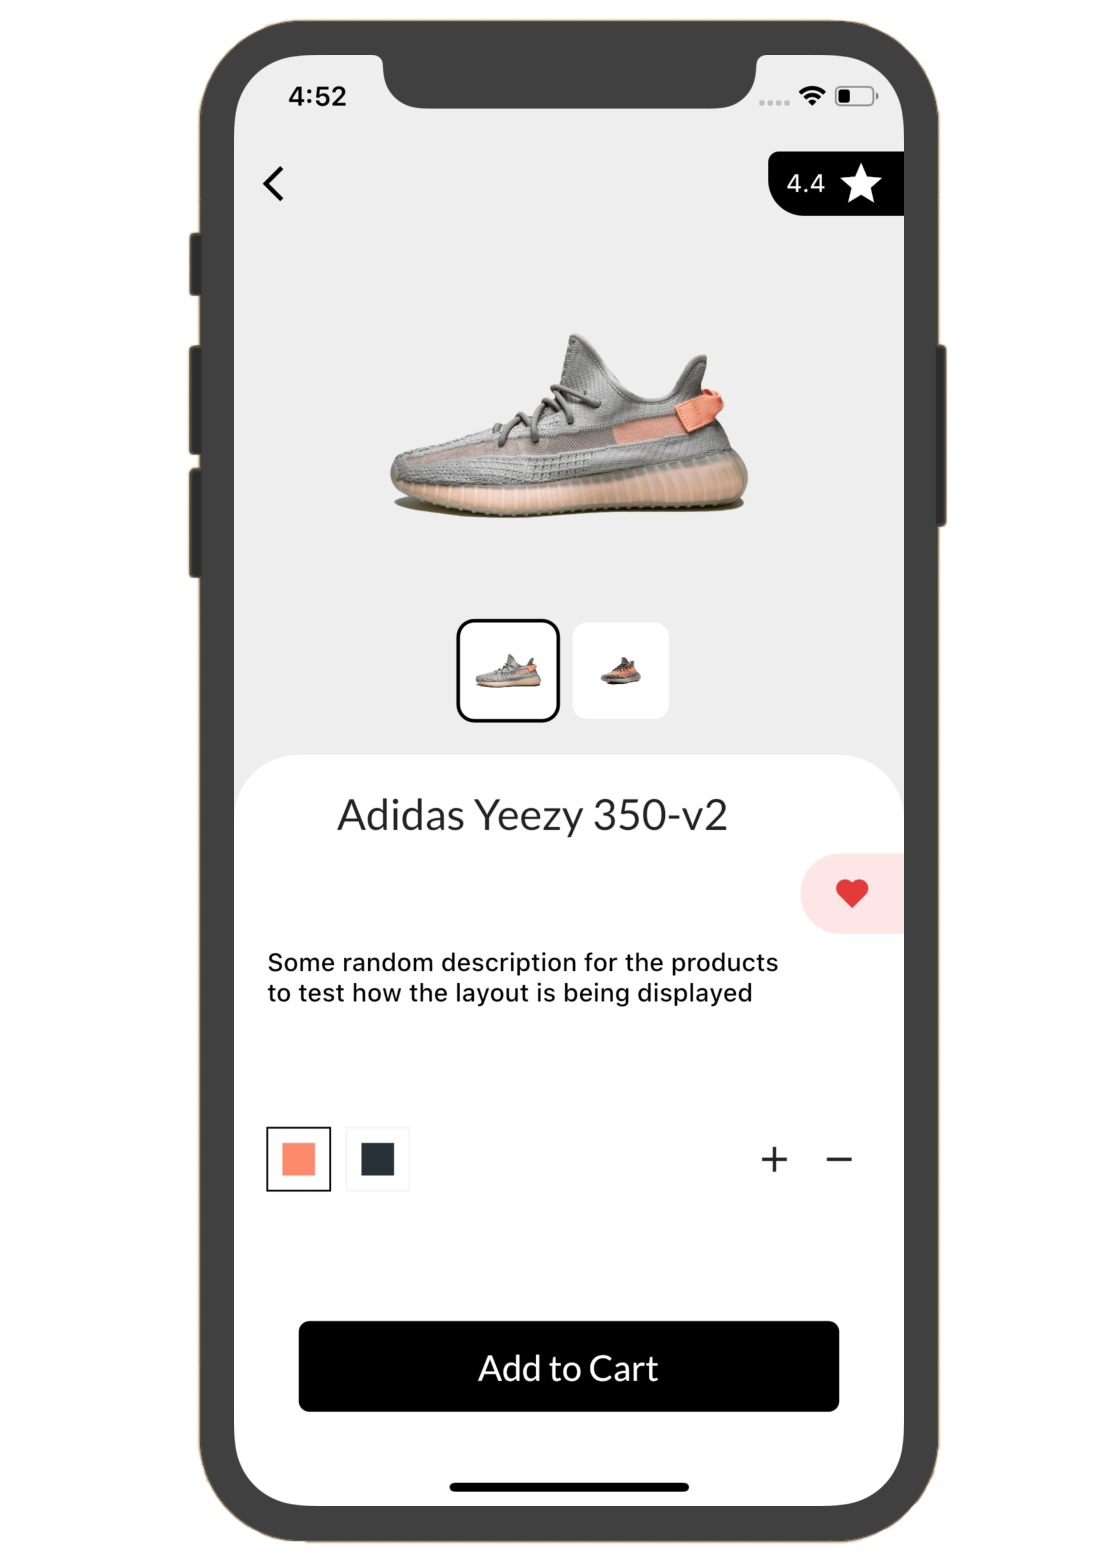 4:52
4.4
Adidas Yeezy 350-v2
Some random description for the products
to test how the layout is being displayed
Add to Cart